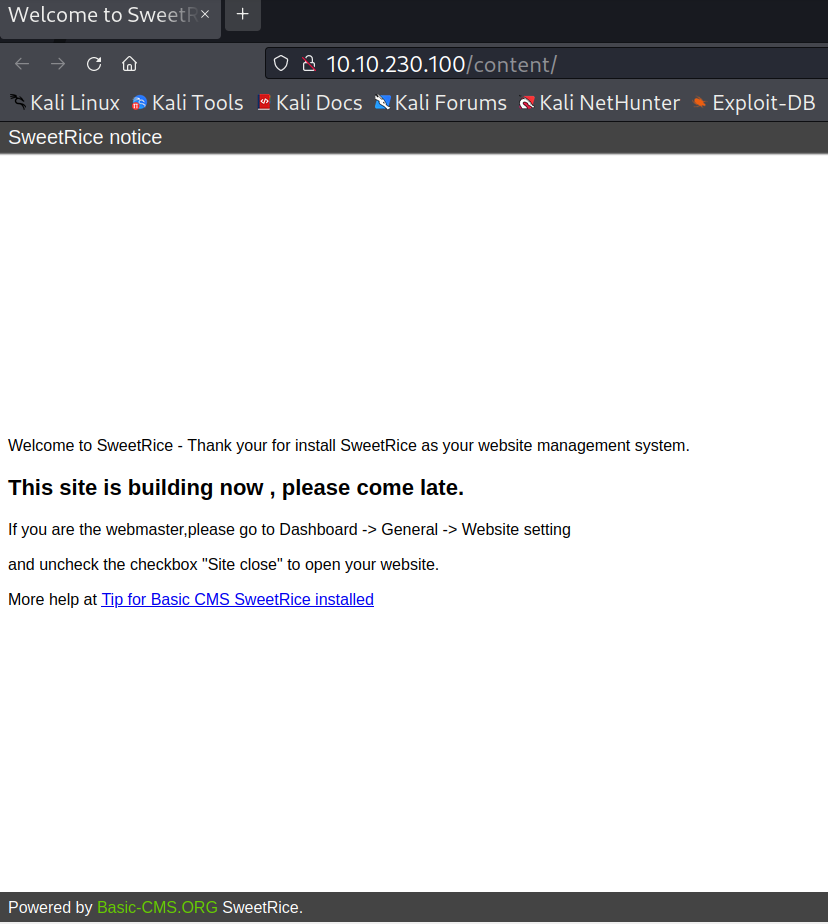 Welcome to SweetR
10.10.230.100/content/
Kali Linux Kali Tools Kali Docs Kali Forums Kali NetHunter Exploit-DB
SweetRice notice
Welcome to SweetRice - Thank your for install SweetRice as your website management system.
This site is building now , please come late.
If you are the webmaster,please go to Dashboard -> General -> Website setting
and uncheck the checkbox "Site close" to open your website.
More help at Tip for Basic CMS SweetRice installed
Powered by Basic-CMS.ORG SweetRice.